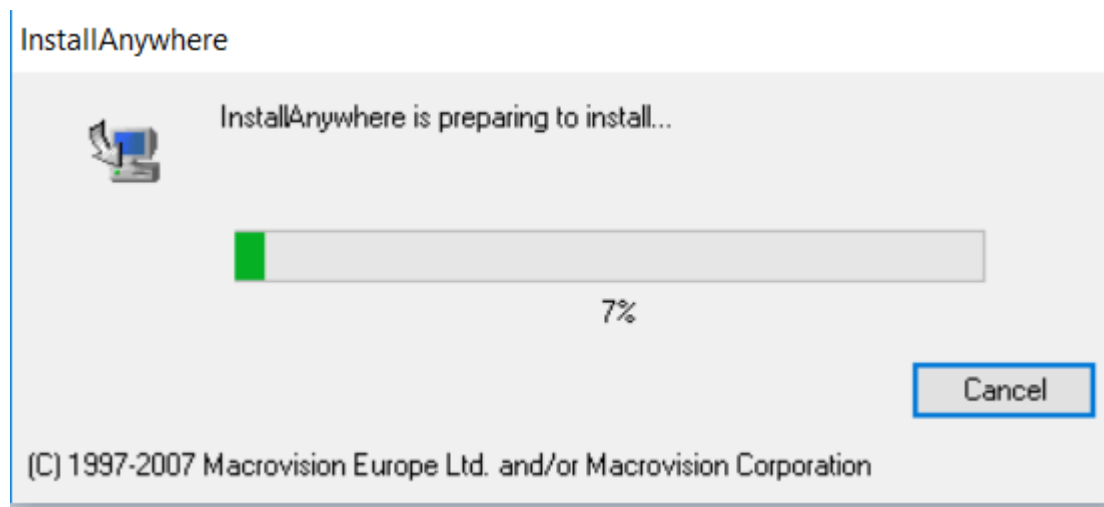 InstallAnywhere
InstallAnywhere is preparing to install...
7%
Cancel
(C) 1997-2007 Macrovision Europe Ltd. and/or Macrovision Corporation